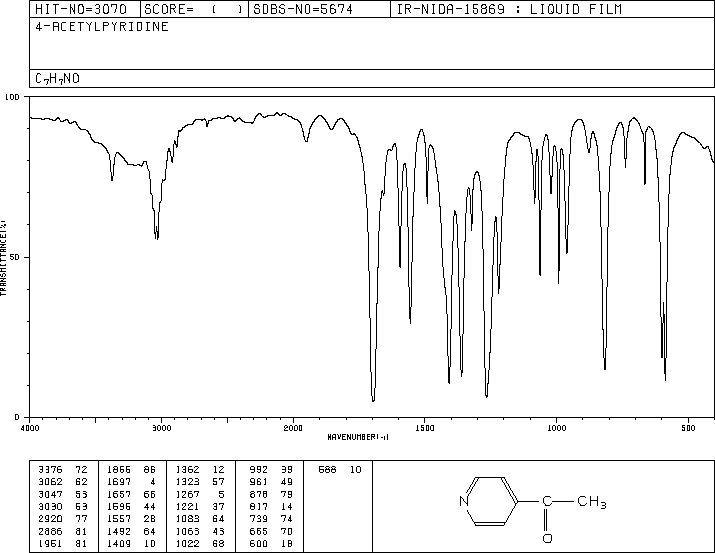 HIT-NO=3070 SCORE= ( ) SDBS-NO=5674 IR-NIDA-15869 : LIQUID FILM
4-ACETYLPYRIDINE
C7H7NO
100
50
0
TRANSMITTANCE(%)
4000 3000 2000 1500 1000 500
WAVENUMBER(-1)
3376 72 1866 86 1362 12 992 39 588 10
3062 62 1697 4 1323 57 961 49
3047 53 1657 66 1267 5 878 79
3030 53 1596 44 1221 37 817 14
2920 77 1557 28 1083 64 739 74
2886 81 1492 64 1063 43 665 70
1951 81 1409 10 1022 68 600 18
N
CH3
C
O